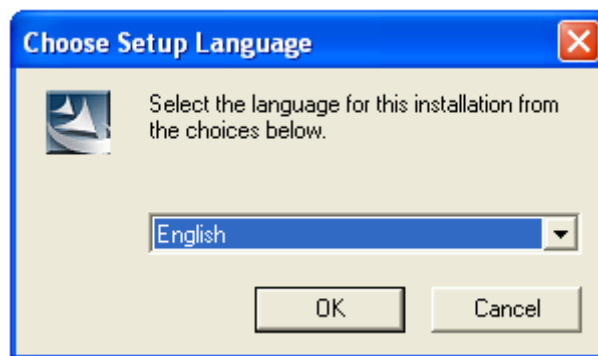 Choose Setup Language
Select the language for this installation from
the choices below.
English
OK
Cancel